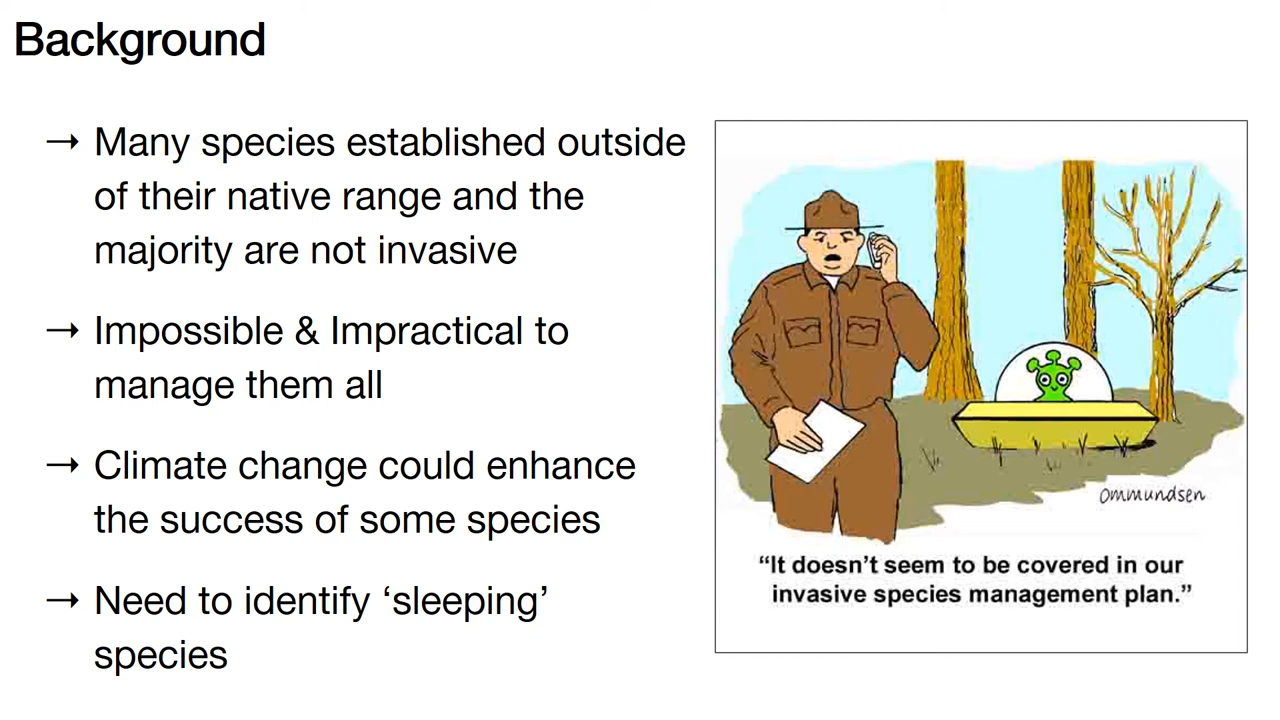 Background
→ Many species established outside
of their native range and the
majority are not invasive
→ Impossible & Impractical to
manage them all
→ Climate change could enhance
the success of some species
→ Need to identify ‘sleeping’
species
ommundsen
“It doesn’t seem to be covered in our
invasive species management plan.”